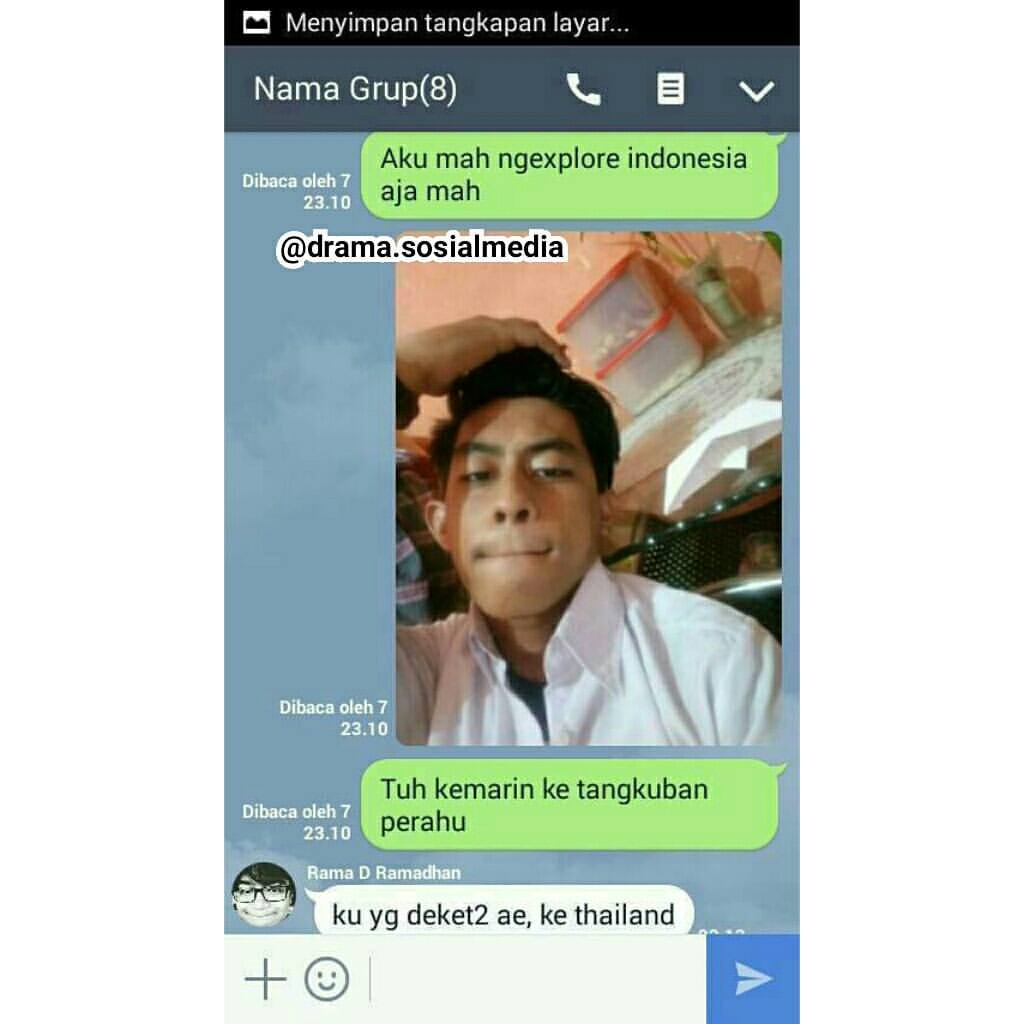 Menyimpan tangkapan layar...
Nama Grup(8)
Aku mah ngexplore indonesia
aja mah
Dibaca oleh 7
23.10
@drama.sosialmedia
Dibaca oleh 7
23.10
Tuh kemarin ke tangkuban
perahu
Dibaca oleh 7
23.10
Rama D Ramadhan
ku yg deket2 ae, ke thailand